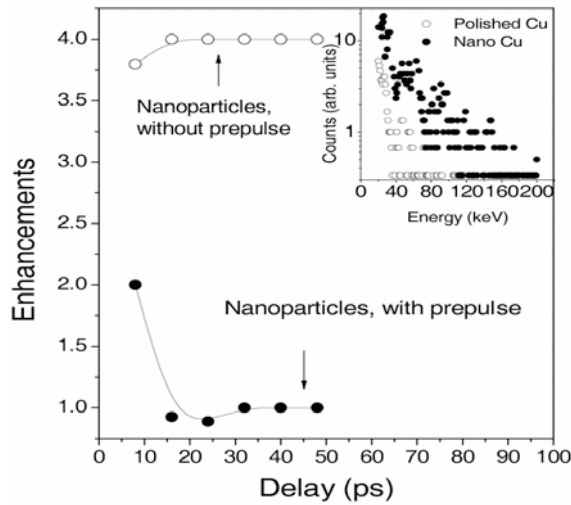 4.0
3.5
3.0
2.5
2.0
1.5
1.0
Enhancements
0 10 20 30 40 50 60 70 80 90 100
Delay (ps)
Nanoparticles,
without prepulse
Nanoparticles, with prepulse
Polished Cu
Nano Cu
10
1
Counts (arb. units)
0 40 80 120 160 200
Energy (keV)